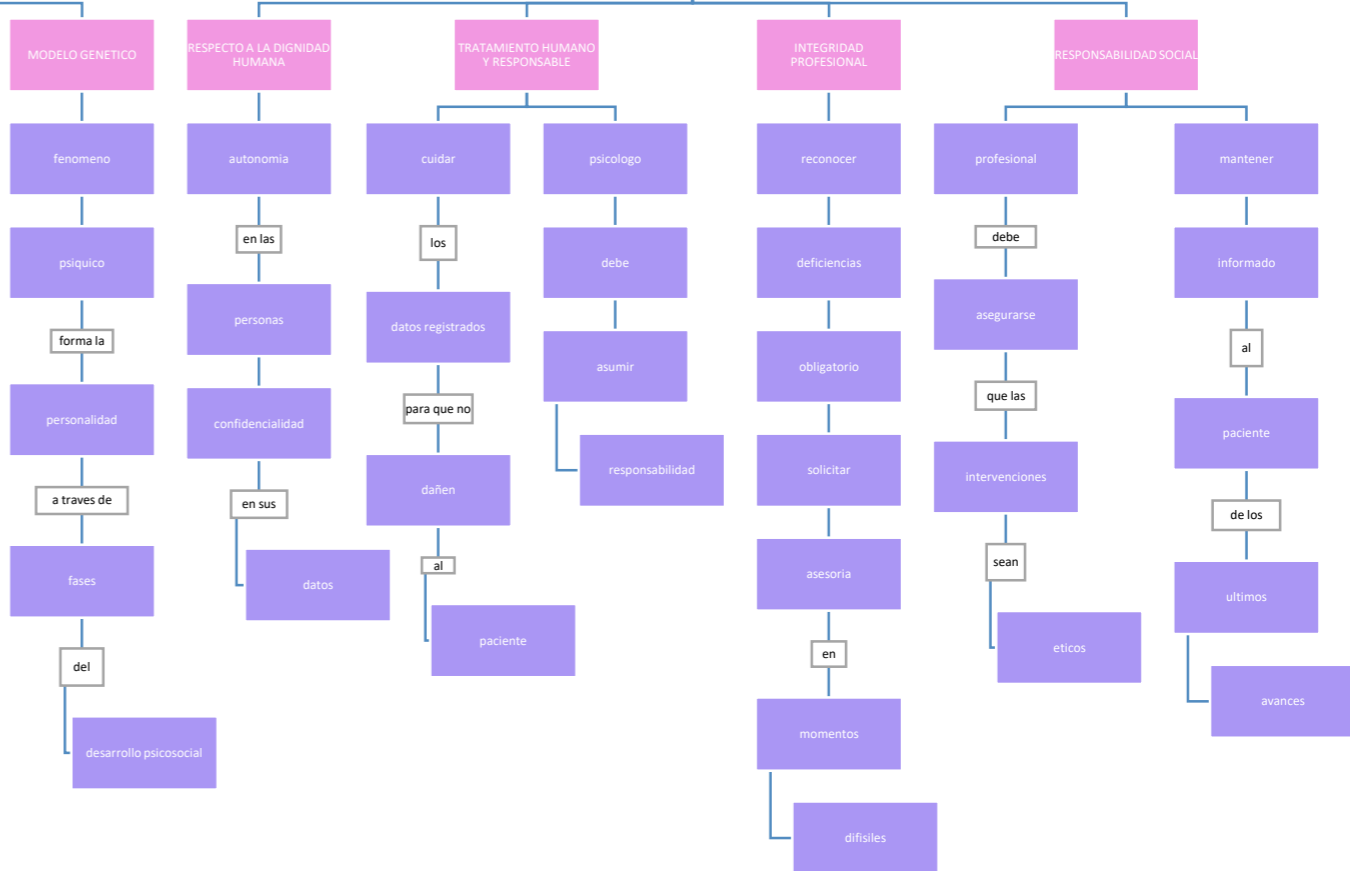 MODELO GENETICO
fenomeno
psiquico
forma la
personalidad
a traves de
fases
del
desarrollo psicosocial
RESPECTO A LA DIGNIDAD
HUMANA
autonomia
en las
personas
confidencialidad
en sus
datos
TRATAMIENTO HUMANO
Y RESPONSABLE
cuidar
los
datos registrados
para que no
dañen
al
paciente
psicologo
debe
asumir
responsabilidad
INTEGRIDAD
PROFESIONAL
reconocer
deficiencias
obligatorio
solicitar
asesoria
en
momentos
difisiles
RESPONSABILIDAD SOCIAL
profesional
debe
asegurarse
que las
intervenciones
sean
eticos
mantener
informado
al
paciente
de los
ultimos
avances